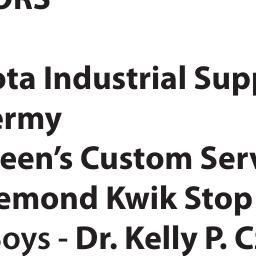 ORS
ota Industrial Supp
ermy
een's Custom Serv
emond Kwik Stop
oys - Dr. Kelly P. C